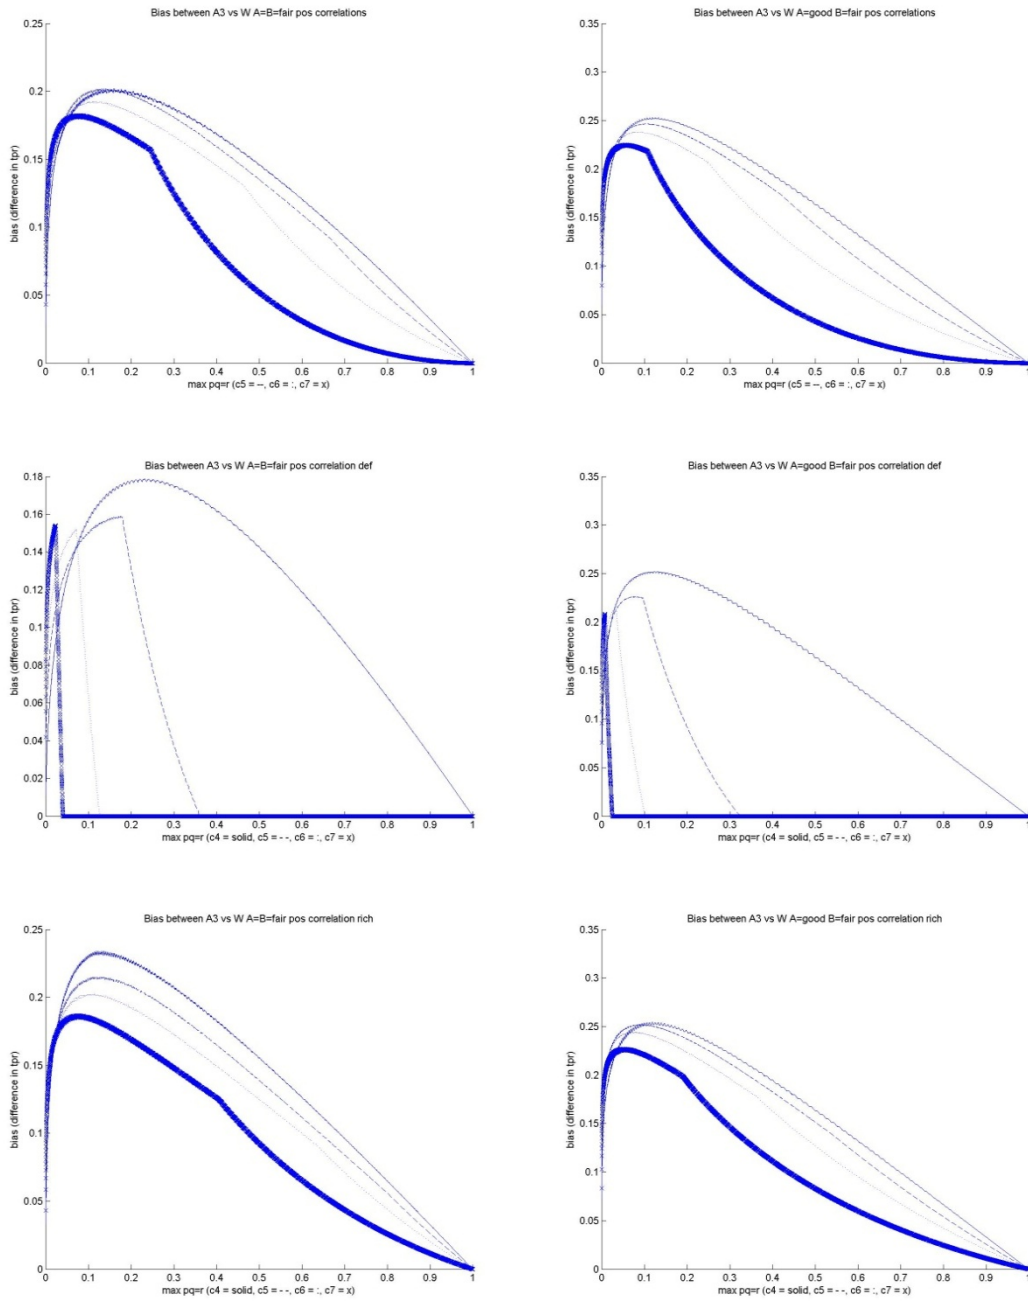 Bias between A3 vs W A=B=fair pos correlations
0.25
0.2
0.15
0.1
0.05
0
bias (difference in tpr)
0 0.1 0.2 0.3 0.4 0.5 0.6 0.7 0.8 0.9 1
max pq=r (c5 = --, c6 = :, c7 = x)
Bias between A3 vs W A=good B=fair pos correlations
0.35
0.3
0.25
0.2
0.15
0.1
0.05
0
bias (difference in tpr)
0 0.1 0.2 0.3 0.4 0.5 0.6 0.7 0.8 0.9 1
max pq=r (c5 = --, c6 = :, c7 = x)
Bias between A3 vs W A=B=fair pos correlation def
0.18
0.16
0.14
0.12
0.1
0.08
0.06
0.04
0.02
0
bias (difference in tpr)
0 0.1 0.2 0.3 0.4 0.5 0.6 0.7 0.8 0.9 1
max pq=r (c4 = solid, c5 = - -, c6 = :, c7 = x)
Bias between A3 vs W A=good B=fair pos correlation def
0.35
0.3
0.25
0.2
0.15
0.1
0.05
0
bias (difference in tpr)
0 0.1 0.2 0.3 0.4 0.5 0.6 0.7 0.8 0.9 1
max pq=r (c4 = solid, c5 = - -, c6 = :, c7 = x)
Bias between A3 vs W A=B=fair pos correlation rich
0.25
0.2
0.15
0.1
0.05
0
bias (difference in tpr)
0 0.1 0.2 0.3 0.4 0.5 0.6 0.7 0.8 0.9 1
max pq=r (c4 = solid, c5 = - -, c6 = :, c7 = x)
Bias between A3 vs W A=good B=fair pos correlation rich
0.35
0.3
0.25
0.2
0.15
0.1
0.05
0
bias (difference in tpr)
0 0.1 0.2 0.3 0.4 0.5 0.6 0.7 0.8 0.9 1
max pq=r (c4 = solid, c5 = - -, c6 = :, c7 = x)